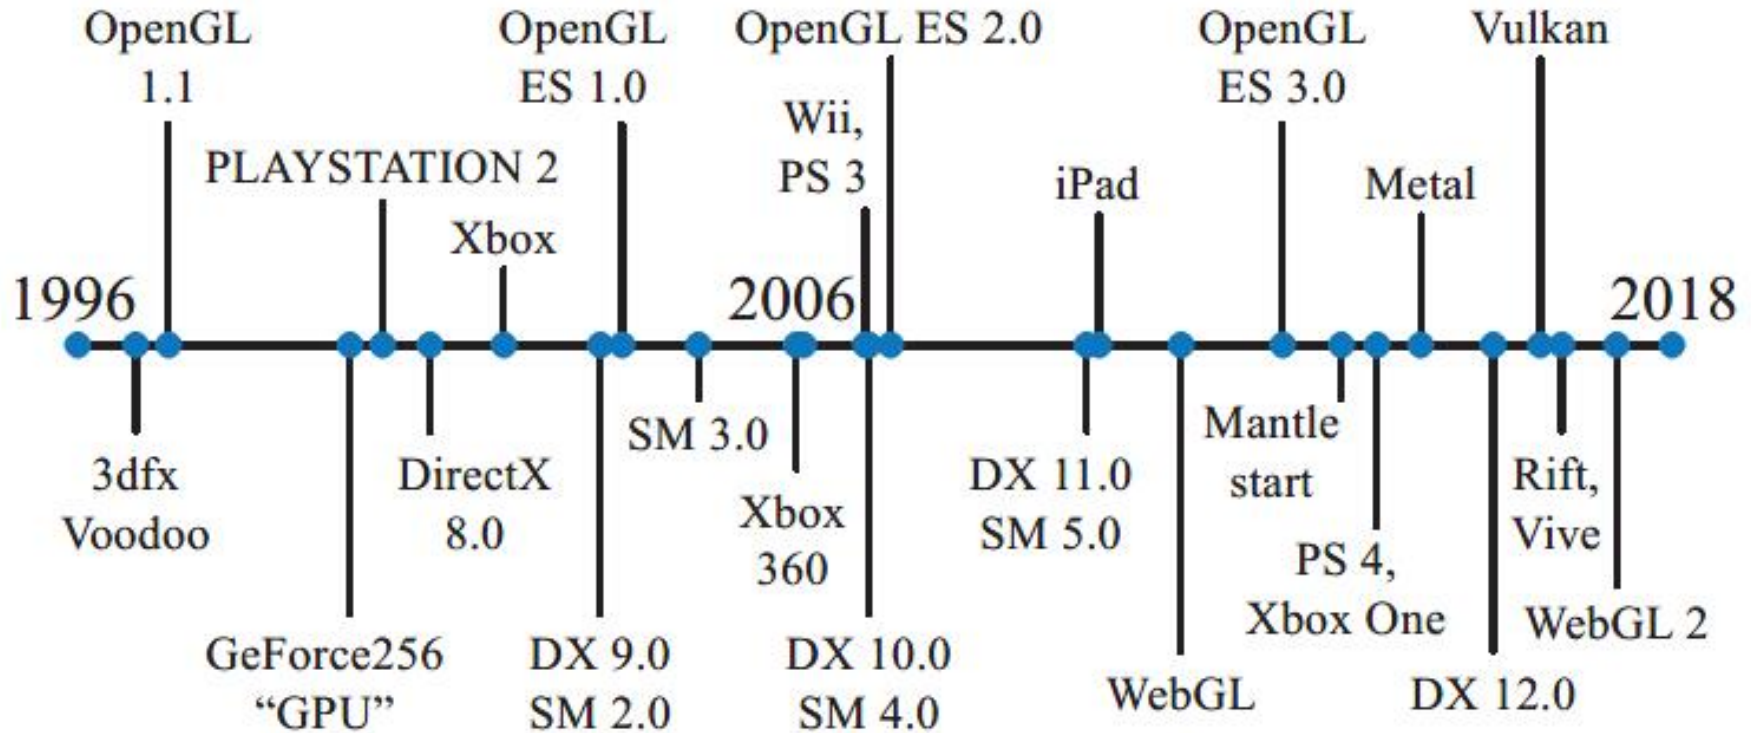 OpenGL
1.1
OpenGL
ES 1.0
OpenGL ES 2.0
OpenGL
ES 3.0
Vulkan
Wii,
PS 3
PLAYSTATION 2
iPad
Metal
Xbox
1996
2006
2018
3dfx
Voodoo
DirectX
8.0
SM 3.0
Xbox
360
DX 11.0
SM 5.0
Mantle
start
Rift,
Vive
PS 4,
Xbox One
WebGL 2
GeForce256
“GPU”
DX 9.0
SM 2.0
DX 10.0
SM 4.0
WebGL
DX 12.0